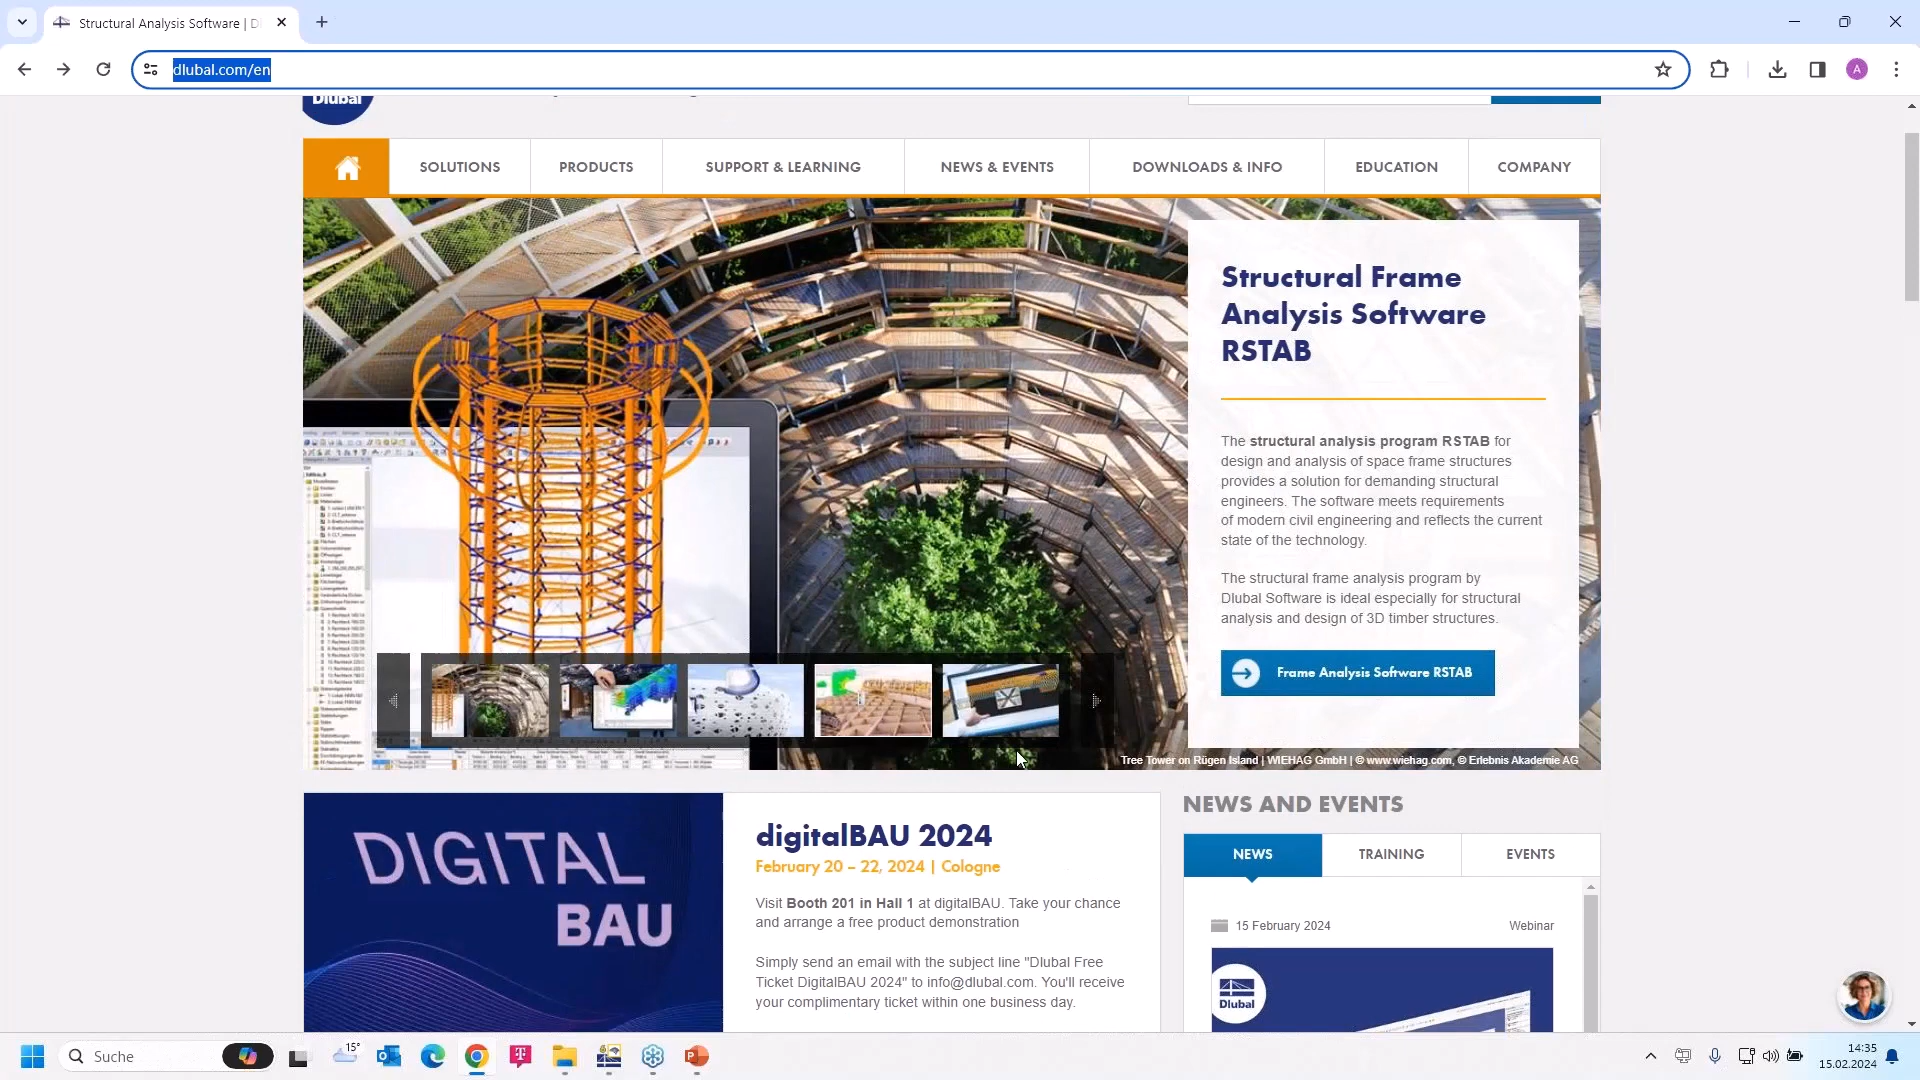 Structural Analysis Software | D
dlubal.com/en
A
Dlubal
SOLUTIONS
PRODUCTS
SUPPORT & LEARNING
NEWS & EVENTS
DOWNLOADS & INFO
EDUCATION
COMPANY
Structural Frame
Analysis Software
RSTAB
The structural analysis program RSTAB for
design and analysis of space frame structures
provides a solution for demanding structural
engineers. The software meets requirements
of modern civil engineering and reflects the current
state of the technology.
The structural frame analysis program by
Dlubal Software is ideal especially for structural
analysis and design of 3D timber structures.
Frame Analysis Software RSTAB
Tree Tower on Rügen Island | WIEHAG GmbH | © www.wiehag.com, © Erlebnis Akademie AG
DIGITAL
BAU
digitalBAU 2024
February 20 – 22, 2024 | Cologne
Visit Booth 201 in Hall 1 at digitalBAU. Take your chance
and arrange a free product demonstration
Simply send an email with the subject line "Dlubal Free
Ticket DigitalBAU 2024" to info@dlubal.com. You'll receive
your complimentary ticket within one business day.
NEWS AND EVENTS
NEWS
TRAINING
EVENTS
15 February 2024
Webinar
Dlubal
Suche
15°
14:35
15.02.2024